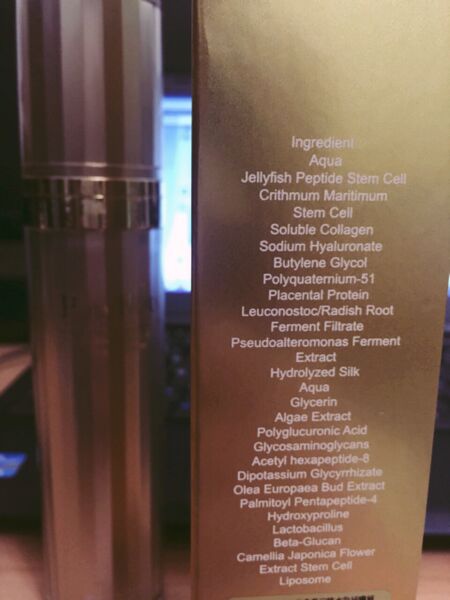 Ingredient
Aqua
Jellyfish Peptide Stem Cell
Crithmum Maritimum
Stem Cell
Soluble Collagen
Sodium Hyaluronate
Butylene Glycol
Polyquaternium-51
Placental Protein
Leuconostoc/Radish Root
Ferment Filtrate
Pseudoalteromonas Ferment
Extract
Hydrolyzed Silk
Aqua
Glycerin
Algae Extract
Polyglucuronic Acid
Glycosaminoglycans
Acetyl hexapeptide-8
Dipotassium Glycyrrhizate
Olea Europaea Bud Extract
Palmitoyl Pentapeptide-4
Hydroxyproline
Lactobacillus
Beta-Glucan
Camellia Japonica Flower
Extract Stem Cell
Liposome